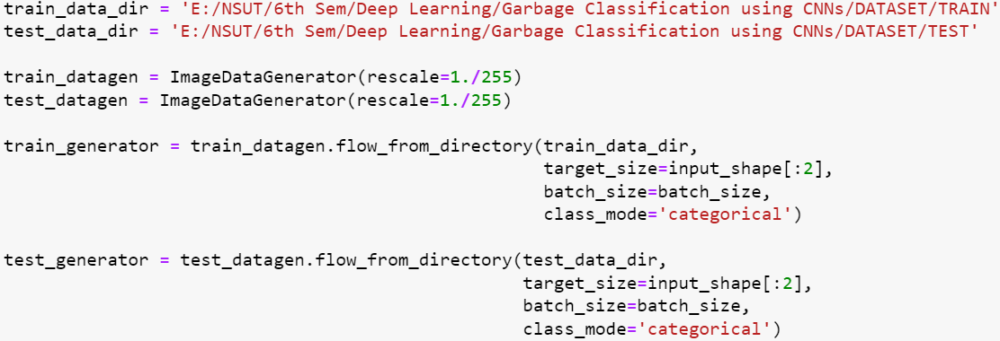 train_data_dir = 'E:/NSUT/6th Sem/Deep Learning/Garbage Classification using CNNs/DATASET/TRAIN'
test_data_dir = 'E:/NSUT/6th Sem/Deep Learning/Garbage Classification using CNNs/DATASET/TEST'

train_datagen = ImageDataGenerator(rescale=1./255)
test_datagen = ImageDataGenerator(rescale=1./255)

train_generator = train_datagen.flow_from_directory(train_data_dir,
                                                    target_size=input_shape[:2],
                                                    batch_size=batch_size,
                                                    class_mode='categorical')

test_generator = test_datagen.flow_from_directory(test_data_dir,
                                                  target_size=input_shape[:2],
                                                  batch_size=batch_size,
                                                  class_mode='categorical')